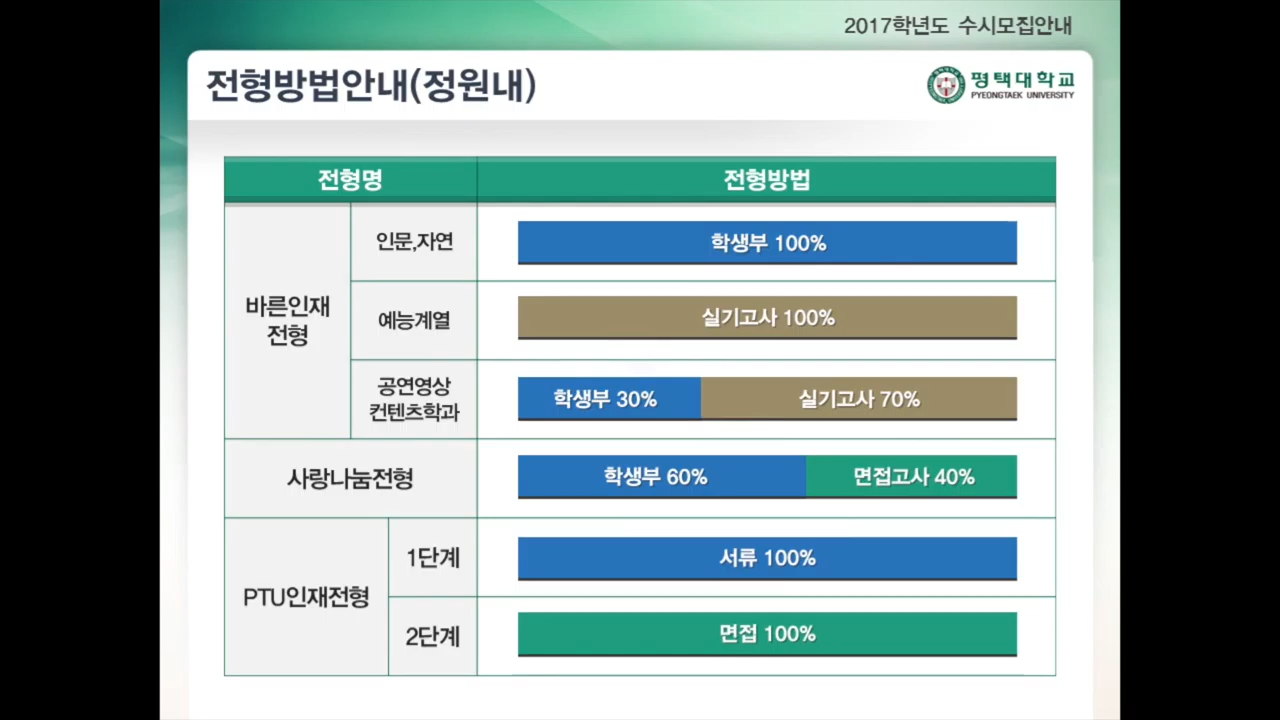 2017학년도 수시모집안내
전형방법안내(정원내)
평택대학교
PYEONGTAEK UNIVERSITY
전형명
전형방법
바른인재
전형
인문,자연
학생부 100%
예능계열
실기고사 100%
공연영상
컨텐츠학과
학생부 30%
실기고사 70%
사랑나눔전형
학생부 60%
면접고사 40%
PTU인재전형
1단계
서류 100%
2단계
면접 100%